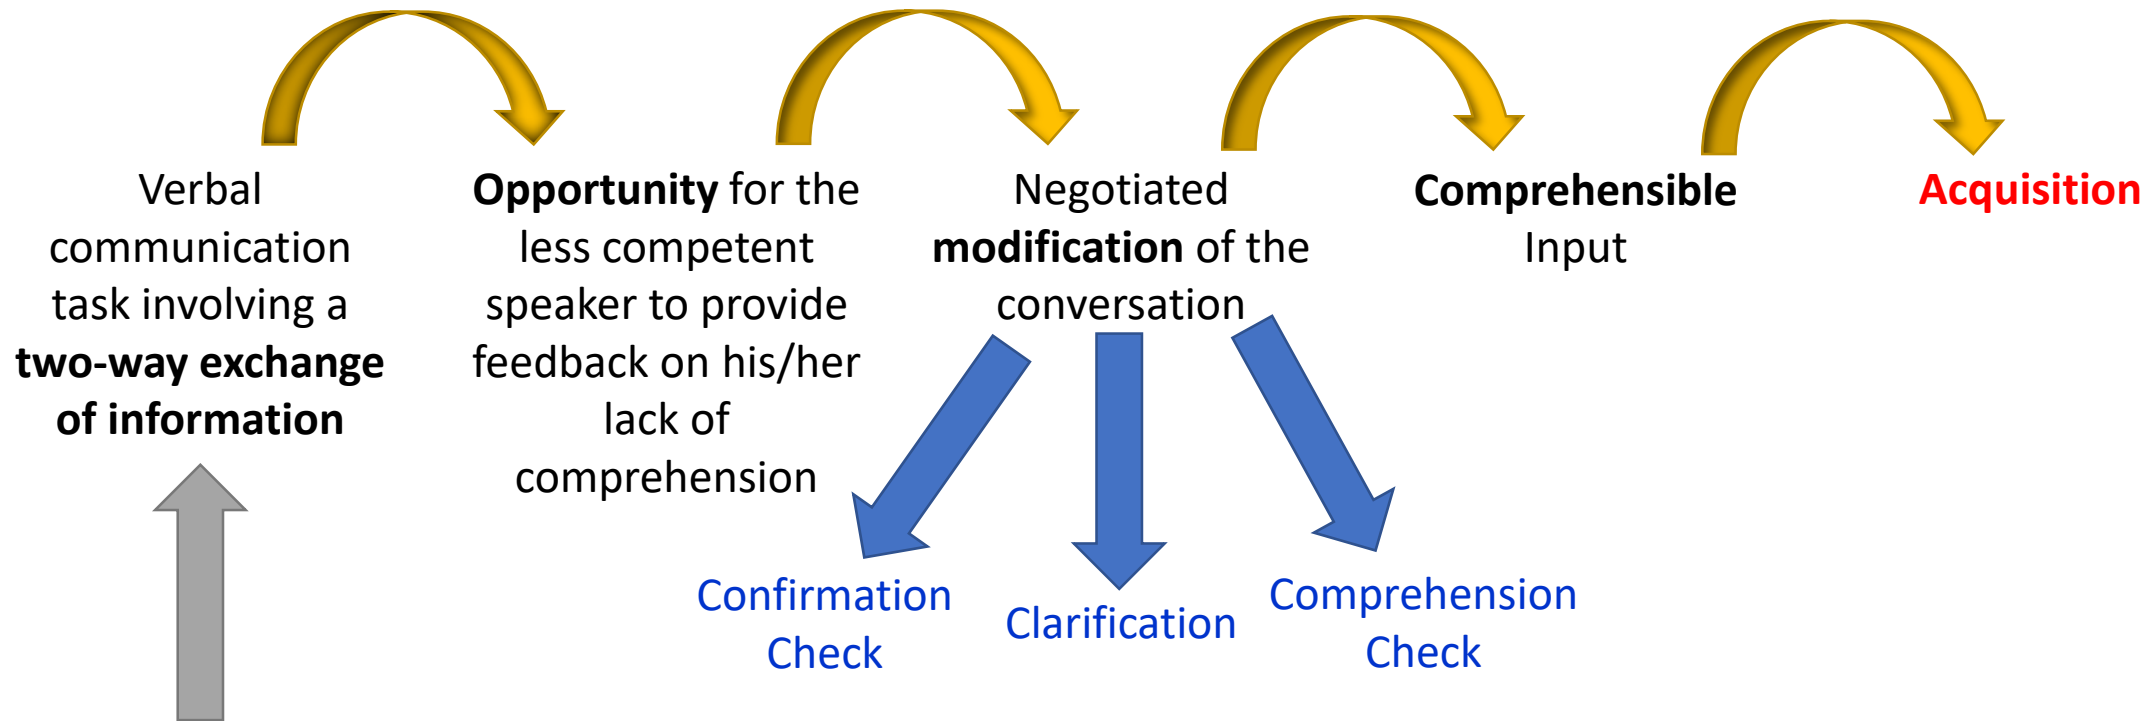 Verbal
communication
task involving a
two-way exchange
of information
Opportunity for the
less competent
speaker to provide
feedback on his/her
lack of
comprehension
Negotiated
modification of the
conversation
Comprehensible
Input
Acquisition
Confirmation
Check
Clarification
Comprehension
Check